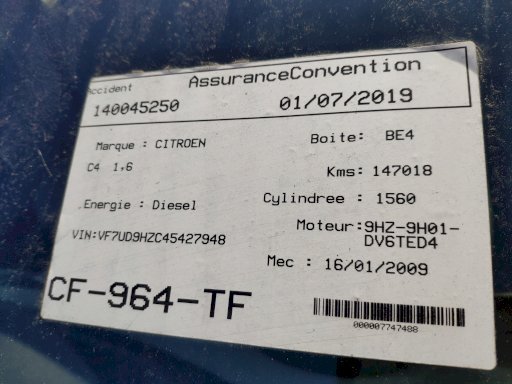 Accident AssuranceConvention
140045250 01/07/2019
Marque : CITROEN Boite: BE4
C4 1,6 Kms: 147018
Cylindree : 1560
Energie : Diesel Moteur:9HZ-9H01-
DV6TED4
VIN:VF7UD9HZC45427948
Mec : 16/01/2009
CF-964-TF
000007747488